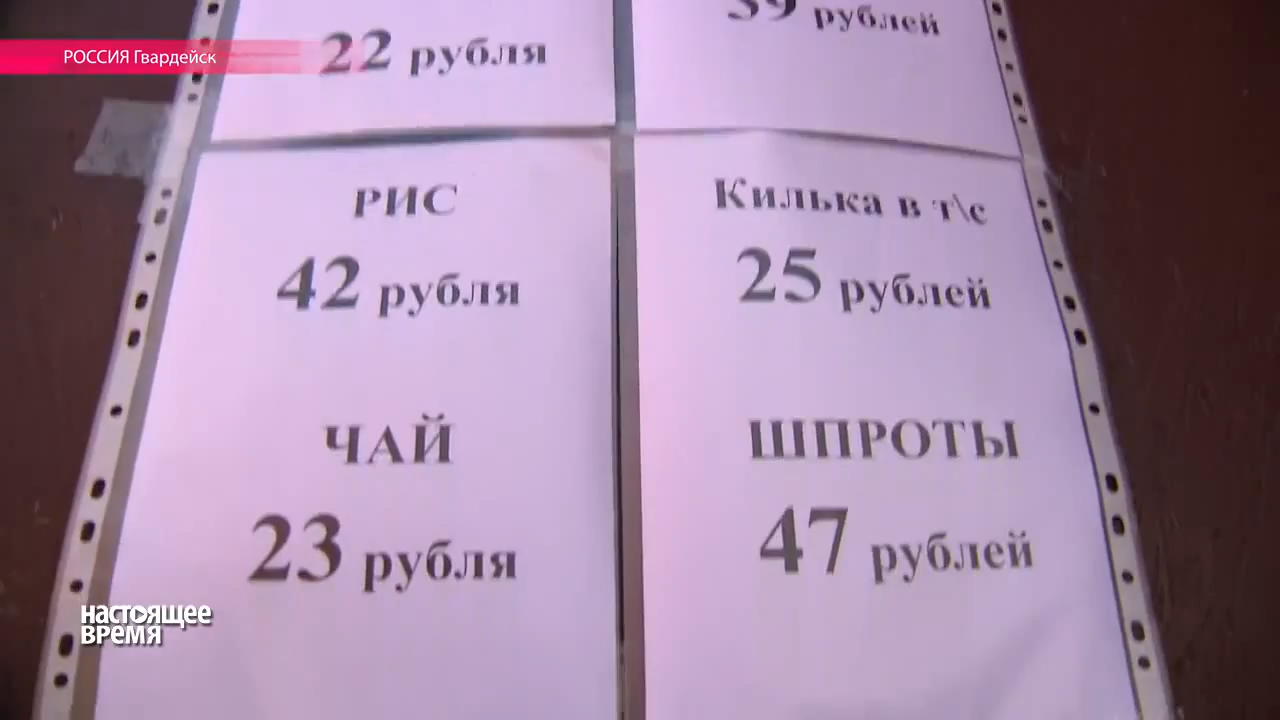 РОССИЯ Гвардейск
22 рубля
39 рублей
РИС
42 рубля
ЧАЙ
23 рубля
Килька в т\с
25 рублей
ШПРОТЫ
47 рублей
НАСТОЯЩЕЕ
ВРЕМЯ